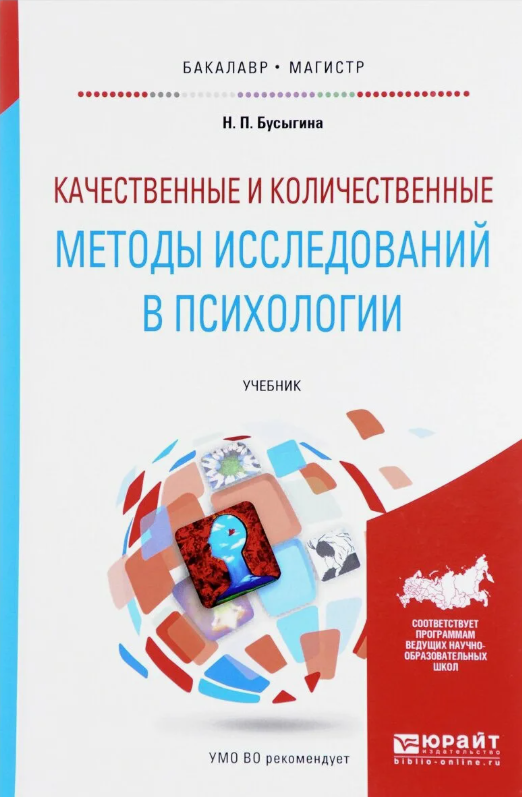 БАКАЛАВР • МАГИСТР
Н. П. Бусыгина
КАЧЕСТВЕННЫЕ И КОЛИЧЕСТВЕННЫЕ
МЕТОДЫ ИССЛЕДОВАНИЙ
В ПСИХОЛОГИИ
УЧЕБНИК
СООТВЕТСТВУЕТ
ПРОГРАММАМ
ВЕДУЩИХ НАУЧНО-
ОБРАЗОВАТЕЛЬНЫХ
ШКОЛ
УМО ВО рекомендует
юрайт
издательство
biblio-online.ru